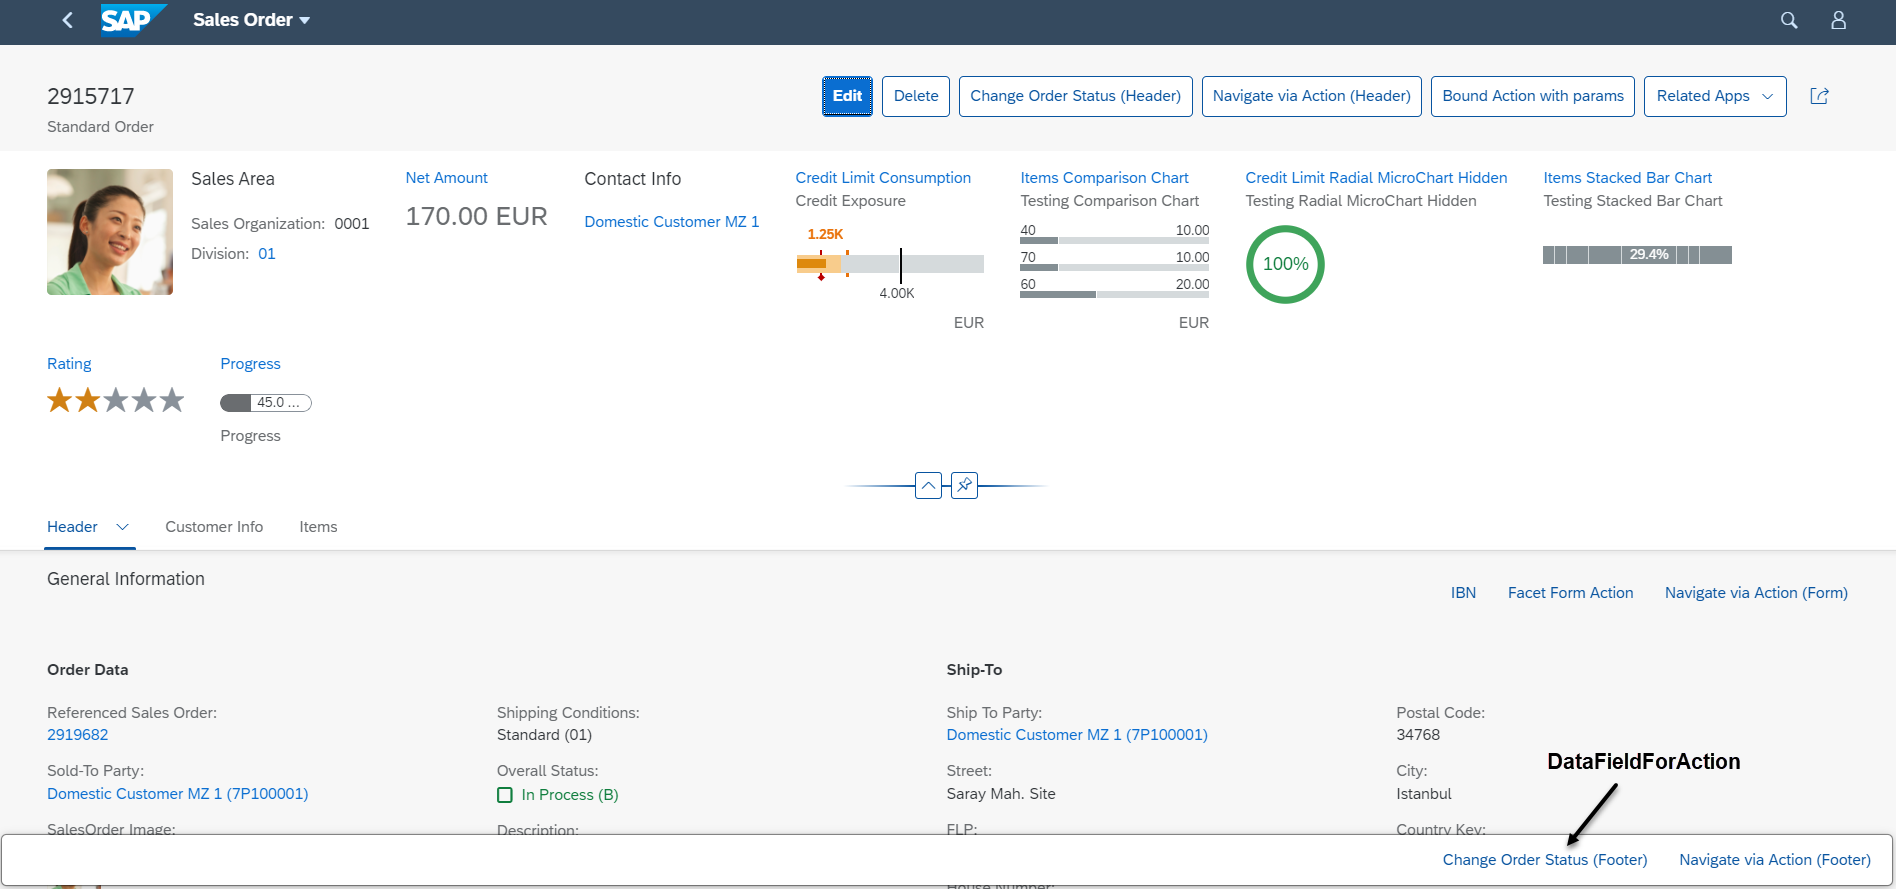 SAP Sales Order
2915717
Standard Order
Edit Delete Change Order Status (Header) Navigate via Action (Header) Bound Action with params Related Apps
Sales Area
Sales Organization: 0001
Division: 01
Net Amount
170.00 EUR
Contact Info
Domestic Customer MZ 1
Credit Limit Consumption
Credit Exposure
1.25K
4.00K
EUR
Items Comparison Chart
Testing Comparison Chart
40 10.00
70 10.00
60 20.00
EUR
Credit Limit Radial MicroChart Hidden
Testing Radial MicroChart Hidden
100%
Items Stacked Bar Chart
Testing Stacked Bar Chart
29.4%
Rating
Progress
45.0 ...
Progress
Header Customer Info Items
General Information
IBN Facet Form Action Navigate via Action (Form)
Order Data
Referenced Sales Order:
2919682
Sold-To Party:
Domestic Customer MZ 1 (7P100001)
SalesOrder Image:
Shipping Conditions:
Standard (01)
Overall Status:
In Process (B)
Description:
Ship-To
Ship To Party:
Domestic Customer MZ 1 (7P100001)
Street:
Saray Mah. Site
FLP:
House Number:
Postal Code:
34768
City:
Istanbul
Country Key:
DataFieldForAction
Change Order Status (Footer) Navigate via Action (Footer)